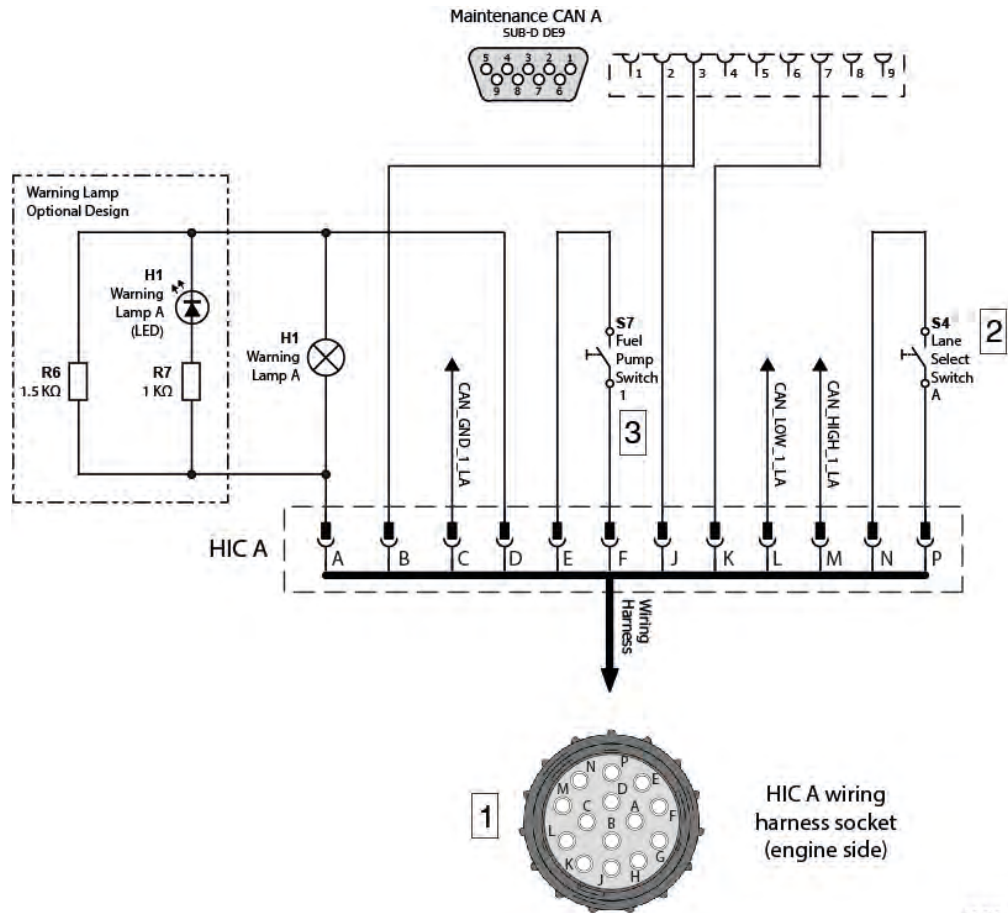 Maintenance CAN A
SUB-D DE9
5 4 3 2 1
9 8 7 6
1 2 3 4 5 6 7 8 9
Warning Lamp
Optional Design
H1
Warning
Lamp A
(LED)
R6
1.5 KΩ
R7
1 KΩ
H1
Warning
Lamp A
CAN_GND_1_LA
S7
Fuel
Pump
Switch
1
3
CAN_LOW_1_LA
CAN_HIGH_1_LA
S4
Lane
Select
Switch
A
2
HIC A
A B C D E F J K L M N P
Wiring
Harness
1
N P E
M D F
C A
B
L G
K J H
HIC A wiring
harness socket
(engine side)